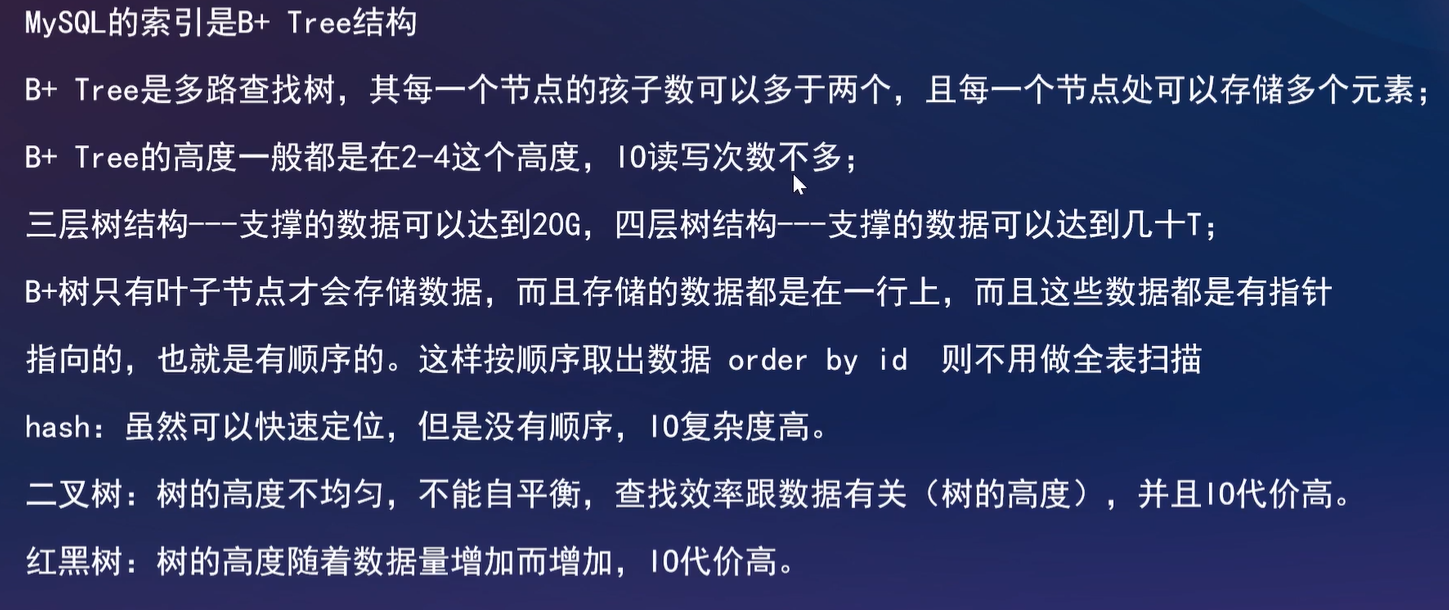 MySQL的索引是B+ Tree结构
B+ Tree是多路查找树，其每一个节点的孩子数可以多于两个，且每一个节点处可以存储多个元素；
B+ Tree的高度一般都是在2-4这个高度，IO读写次数不多；
三层树结构---支撑的数据可以达到20G，四层树结构---支撑的数据可以达到几十T；
B+树只有叶子节点才会存储数据，而且存储的数据都是在一行上，而且这些数据都是有指针
指向的，也就是有顺序的。这样按顺序取出数据 order by id  则不用做全表扫描
hash：虽然可以快速定位，但是没有顺序，IO复杂度高。
二叉树：树的高度不均匀，不能自平衡，查找效率跟数据有关（树的高度），并且IO代价高。
红黑树：树的高度随着数据量增加而增加，IO代价高。